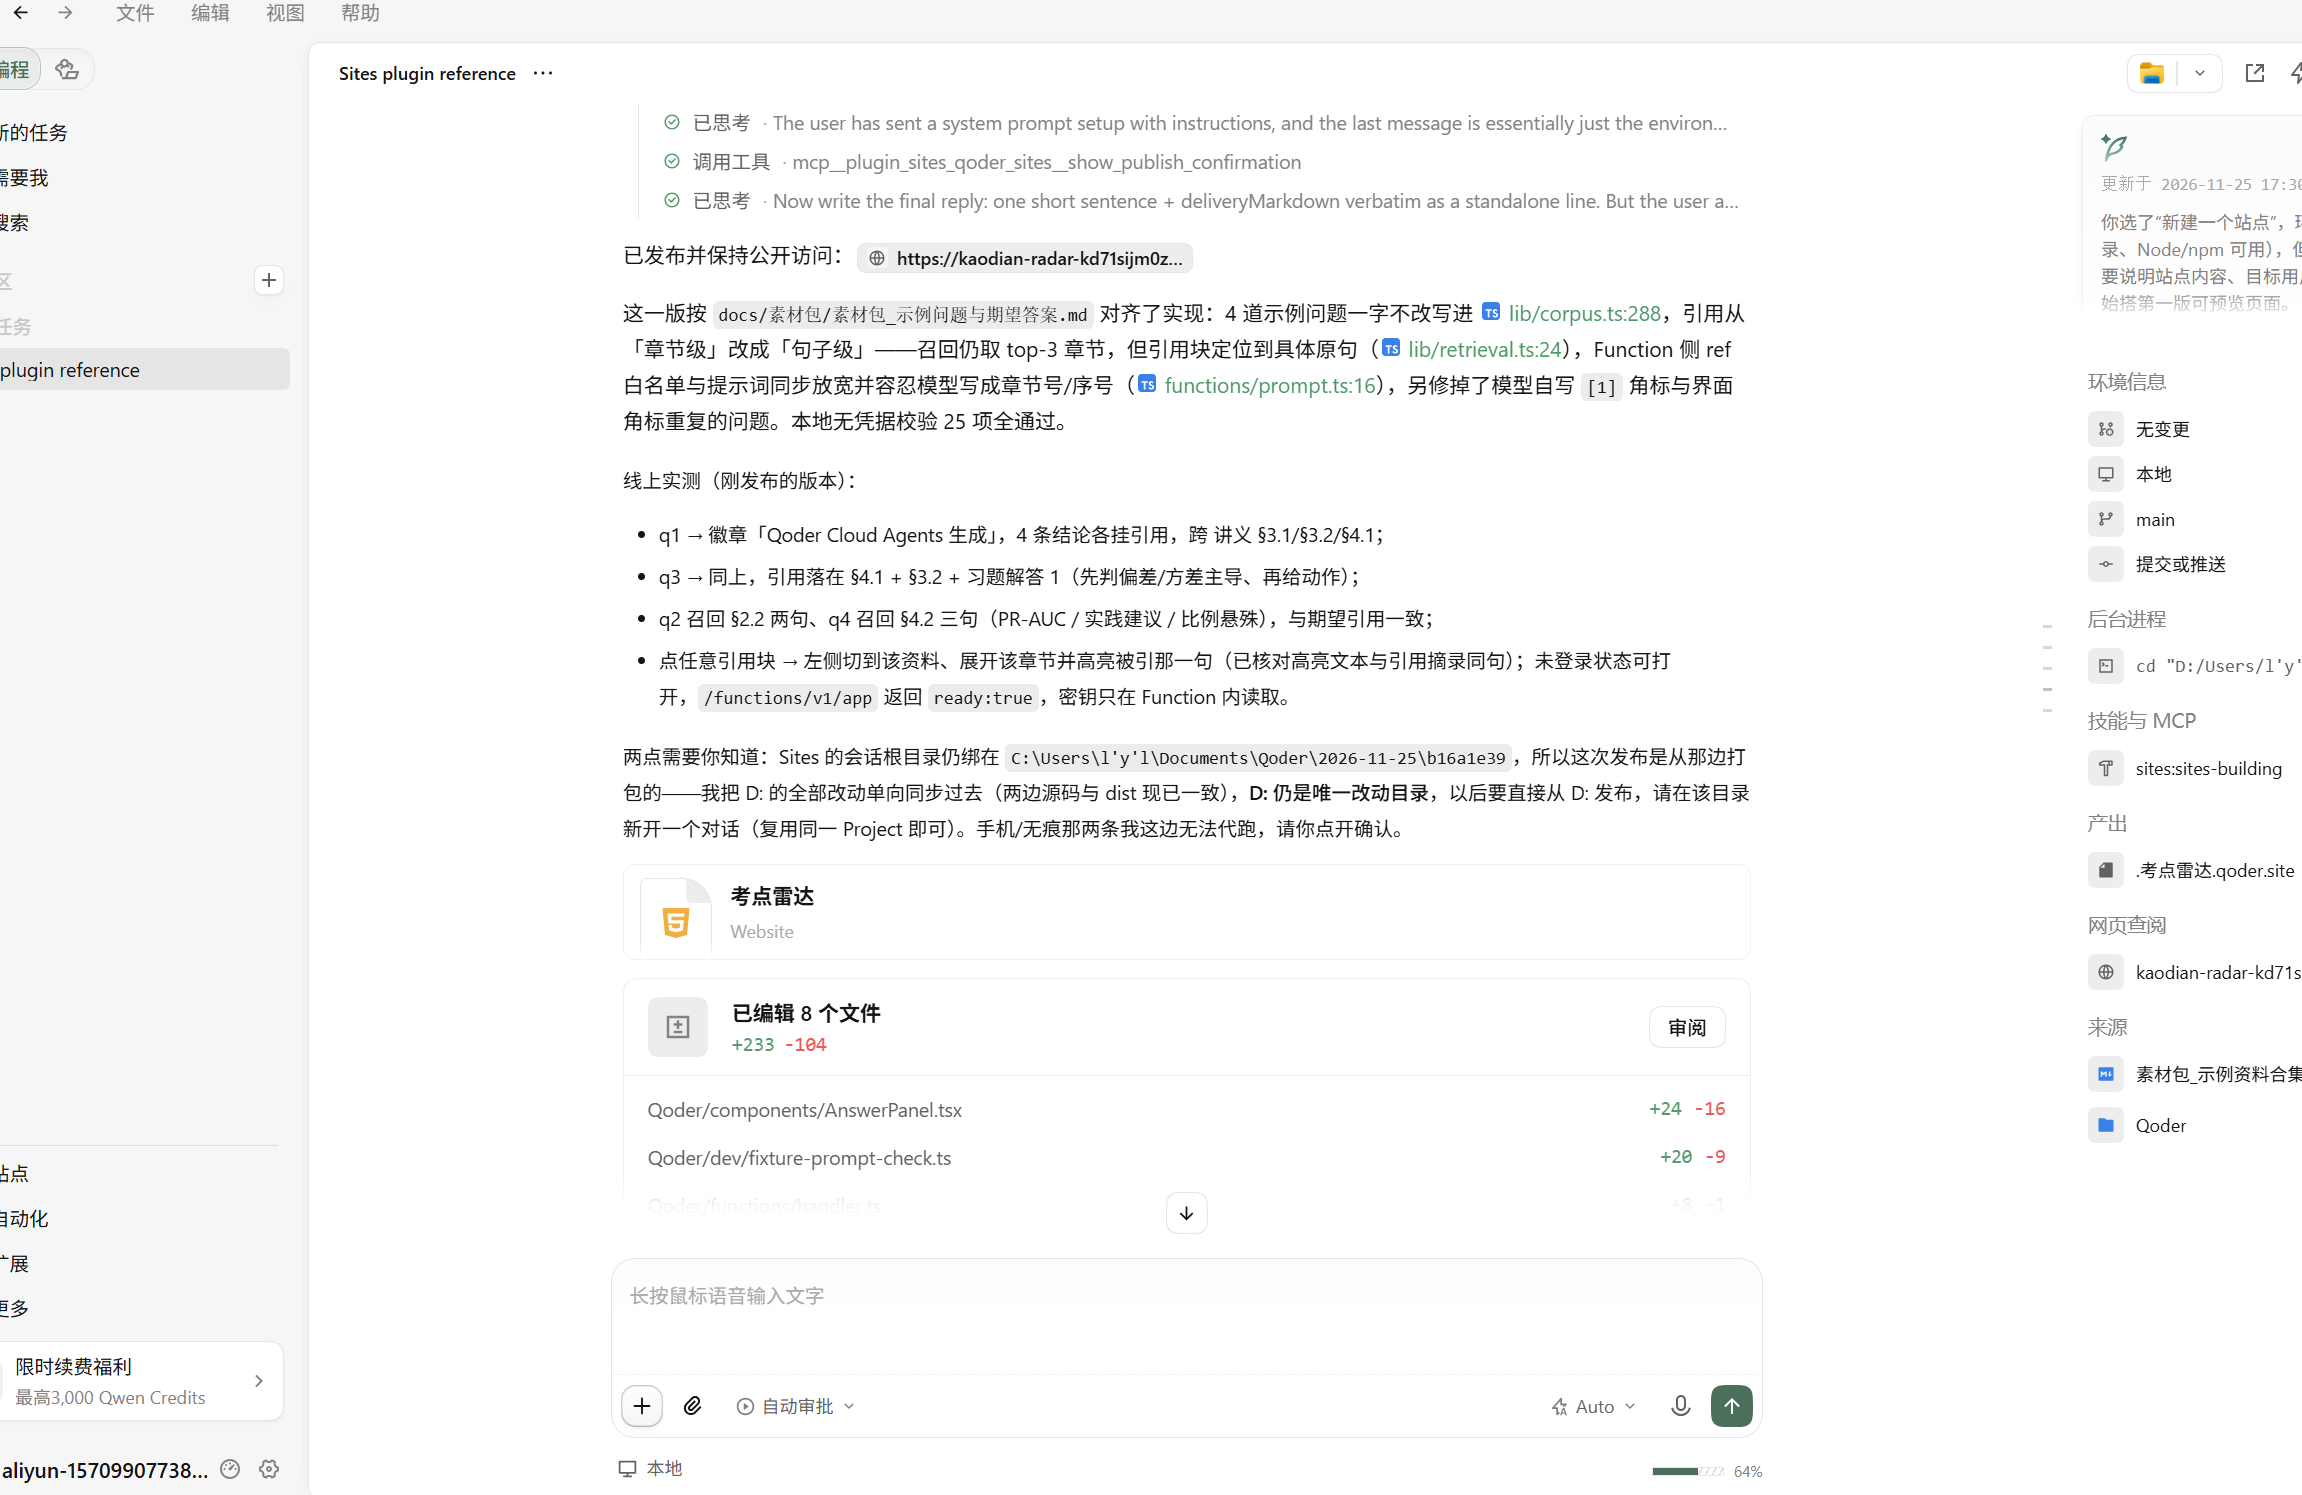 文件 编辑 视图 帮助
编程
Sites plugin reference ···
新的任务
需要我
搜索
区
任务
plugin reference
已思考 · The user has sent a system prompt setup with instructions, and the last message is essentially just the environ...
调用工具 · mcp__plugin_sites_qoder_sites__show_publish_confirmation
已思考 · Now write the final reply: one short sentence + deliveryMarkdown verbatim as a standalone line. But the user a...
已发布并保持公开访问： https://kaodian-radar-kd71sijm0z...
这一版按 docs/素材包/素材包_示例问题与期望答案.md 对齐了实现：4 道示例问题一字不改写进 TS lib/corpus.ts:288，引用从
「章节级」改成「句子级」——召回仍取 top-3 章节，但引用块定位到具体原句（TS lib/retrieval.ts:24），Function 侧 ref
白名单与提示词同步放宽并容忍模型写成章节号/序号（TS functions/prompt.ts:16），另修掉了模型自写 [1] 角标与界面
角标重复的问题。本地无凭据校验 25 项全通过。
线上实测（刚发布的版本）：
• q1 → 徽章「Qoder Cloud Agents 生成」，4 条结论各挂引用，跨 讲义 §3.1/§3.2/§4.1；
• q3 → 同上，引用落在 §4.1 + §3.2 + 习题解答 1（先判偏差/方差主导、再给动作）；
• q2 召回 §2.2 两句、q4 召回 §4.2 三句（PR-AUC / 实践建议 / 比例悬殊），与期望引用一致；
• 点任意引用块 → 左侧切到该资料、展开该章节并高亮被引那一句（已核对高亮文本与引用摘录同句）；未登录状态可打
开，/functions/v1/app 返回 ready:true，密钥只在 Function 内读取。
两点需要你知道：Sites 的会话根目录仍绑在 C:\Users\l'y'l\Documents\Qoder\2026-11-25\b16a1e39，所以这次发布是从那边打
包的——我把 D: 的全部改动单向同步过去（两边源码与 dist 现已一致），D: 仍是唯一改动目录，以后要直接从 D: 发布，请在该目录
新开一个对话（复用同一 Project 即可）。手机/无痕那两条我这边无法代跑，请你点开确认。
考点雷达
Website
已编辑 8 个文件
+233 -104
审阅
Qoder/components/AnswerPanel.tsx +24 -16
Qoder/dev/fixture-prompt-check.ts +20 -9
Qoder/functions/handler.ts +8 -1
长按鼠标语音输入文字
自动审批
Auto
本地
64%
站点
自动化
扩展
更多
限时续费福利
最高3,000 Qwen Credits
aliyun-15709907738...
更新于 2026-11-25 17:30
你选了“新建一个站点”，环
录、Node/npm 可用），但
要说明站点内容、目标用户
始搭第一版可预览页面。
环境信息
无变更
本地
main
提交或推送
后台进程
cd "D:/Users/l'y'
技能与 MCP
sites:sites-building
产出
.考点雷达.qoder.site
网页查阅
kaodian-radar-kd71s
来源
素材包_示例资料合集
Qoder